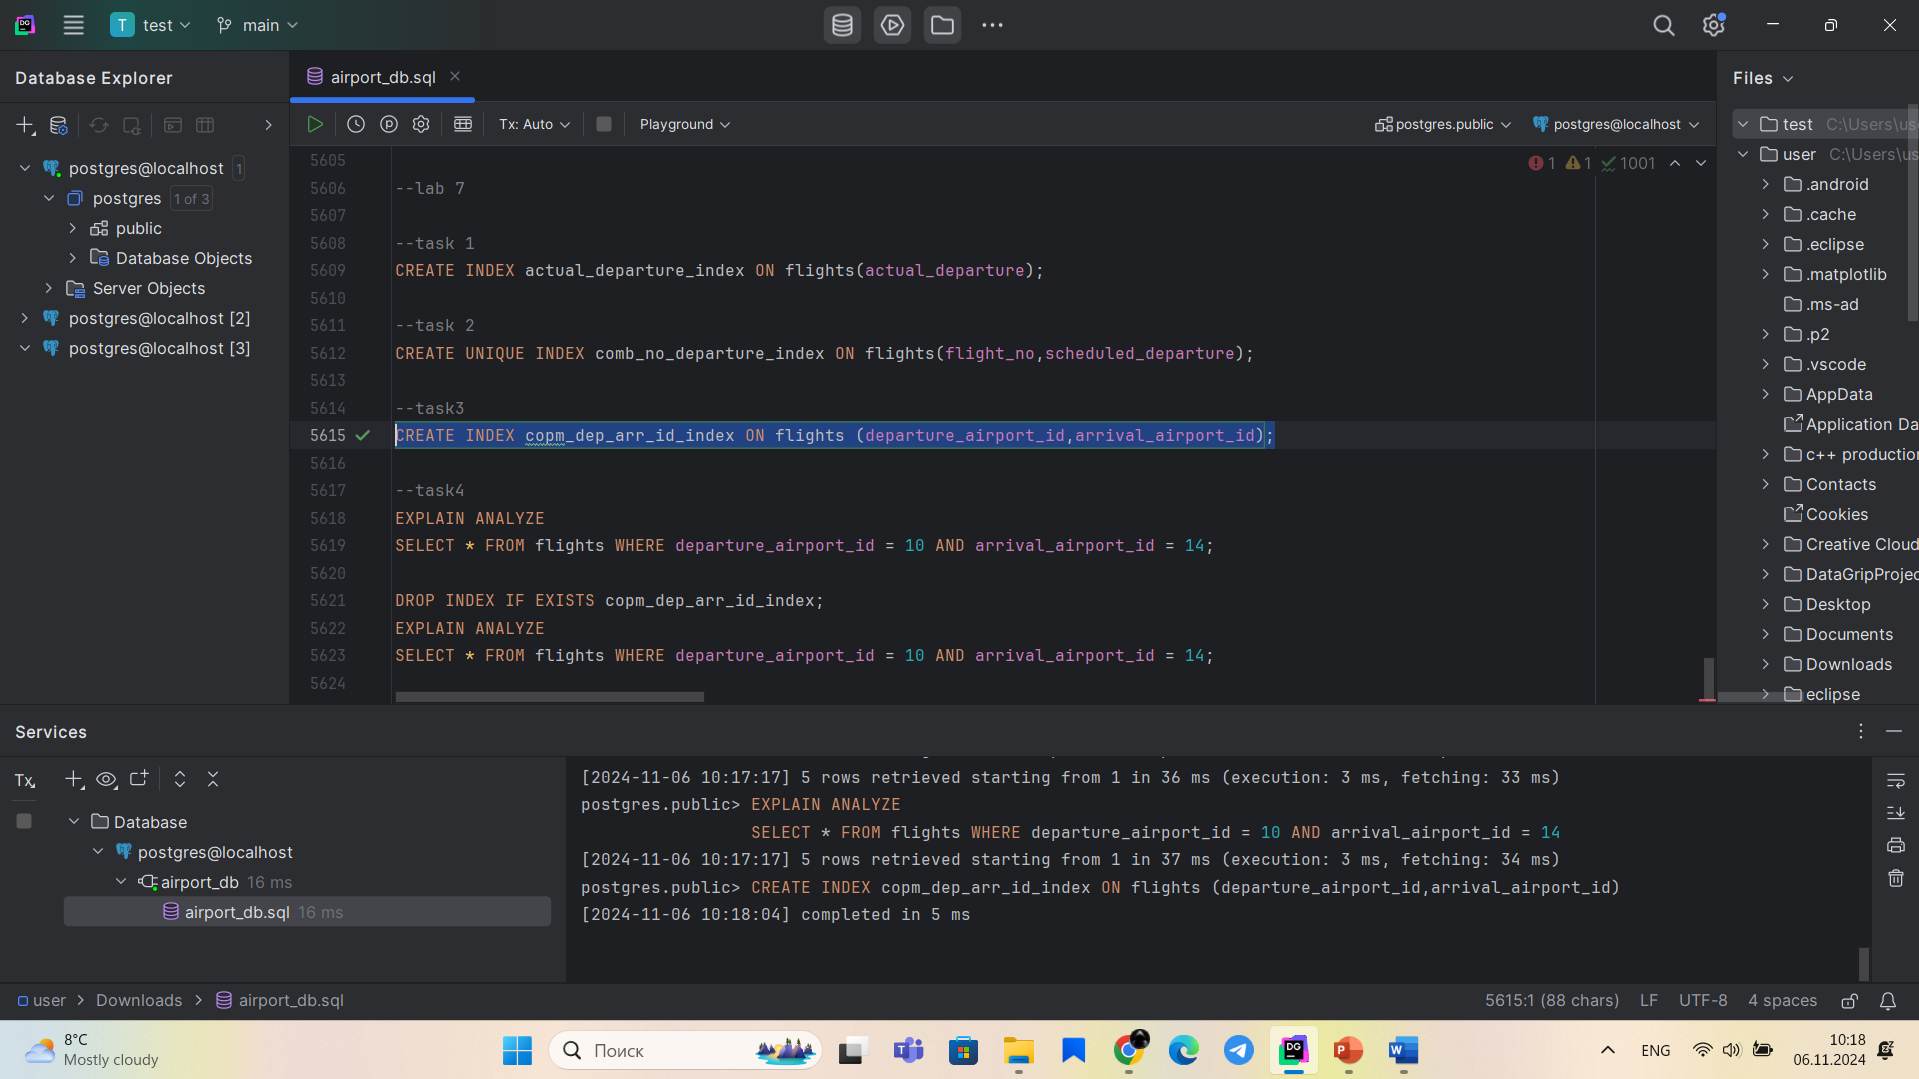 T test main
Database Explorer
airport_db.sql
Files
Tx: Auto
Playground
postgres.public
postgres@localhost
postgres@localhost 1
postgres 1 of 3
public
Database Objects
Server Objects
postgres@localhost [2]
postgres@localhost [3]
1 1 1001
5605
5606 --lab 7
5607
5608 --task 1
5609 CREATE INDEX actual_departure_index ON flights(actual_departure);
5610
5611 --task 2
5612 CREATE UNIQUE INDEX comb_no_departure_index ON flights(flight_no,scheduled_departure);
5613
5614 --task3
5615 CREATE INDEX copm_dep_arr_id_index ON flights (departure_airport_id,arrival_airport_id);
5616
5617 --task4
5618 EXPLAIN ANALYZE
5619 SELECT * FROM flights WHERE departure_airport_id = 10 AND arrival_airport_id = 14;
5620
5621 DROP INDEX IF EXISTS copm_dep_arr_id_index;
5622 EXPLAIN ANALYZE
5623 SELECT * FROM flights WHERE departure_airport_id = 10 AND arrival_airport_id = 14;
5624
test C:\Users\us
user C:\Users\us
.android
.cache
.eclipse
.matplotlib
.ms-ad
.p2
.vscode
AppData
Application Da
c++ production
Contacts
Cookies
Creative Cloud
DataGripProjec
Desktop
Documents
Downloads
eclipse
Services
Tx
Database
postgres@localhost
airport_db 16 ms
airport_db.sql 16 ms
[2024-11-06 10:17:17] 5 rows retrieved starting from 1 in 36 ms (execution: 3 ms, fetching: 33 ms)
postgres.public> EXPLAIN ANALYZE
SELECT * FROM flights WHERE departure_airport_id = 10 AND arrival_airport_id = 14
[2024-11-06 10:17:17] 5 rows retrieved starting from 1 in 37 ms (execution: 3 ms, fetching: 34 ms)
postgres.public> CREATE INDEX copm_dep_arr_id_index ON flights (departure_airport_id,arrival_airport_id)
[2024-11-06 10:18:04] completed in 5 ms
user > Downloads > airport_db.sql
5615:1 (88 chars) LF UTF-8 4 spaces
8°C
Mostly cloudy
Поиск
ENG
10:18
06.11.2024